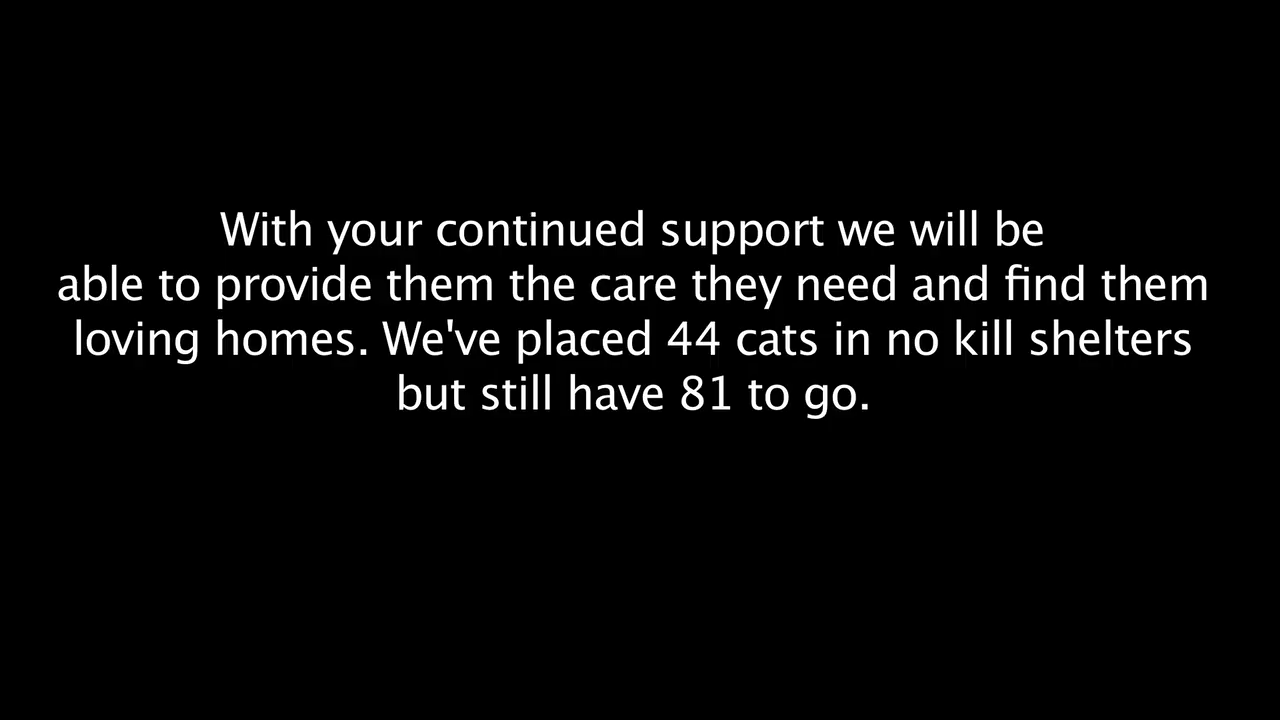 With your continued support we will be
able to provide them the care they need and find them
loving homes. We've placed 44 cats in no kill shelters
but still have 81 to go.